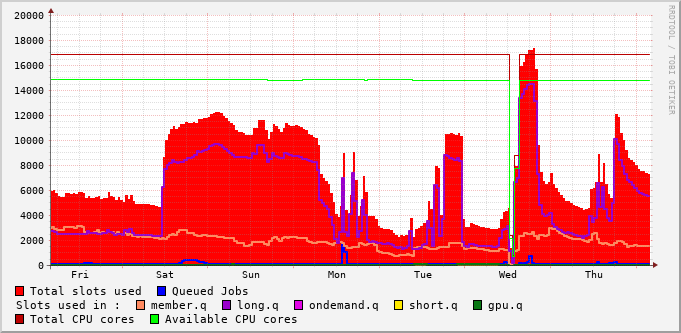 20000
18000
16000
14000
12000
10000
8000
6000
4000
2000
0
Fri Sat Sun Mon Tue Wed Thu
RRDTOOL / TOBI OETIKER
Total slots used Queued Jobs
Slots used in : member.q long.q ondemand.q short.q gpu.q
Total CPU cores Available CPU cores